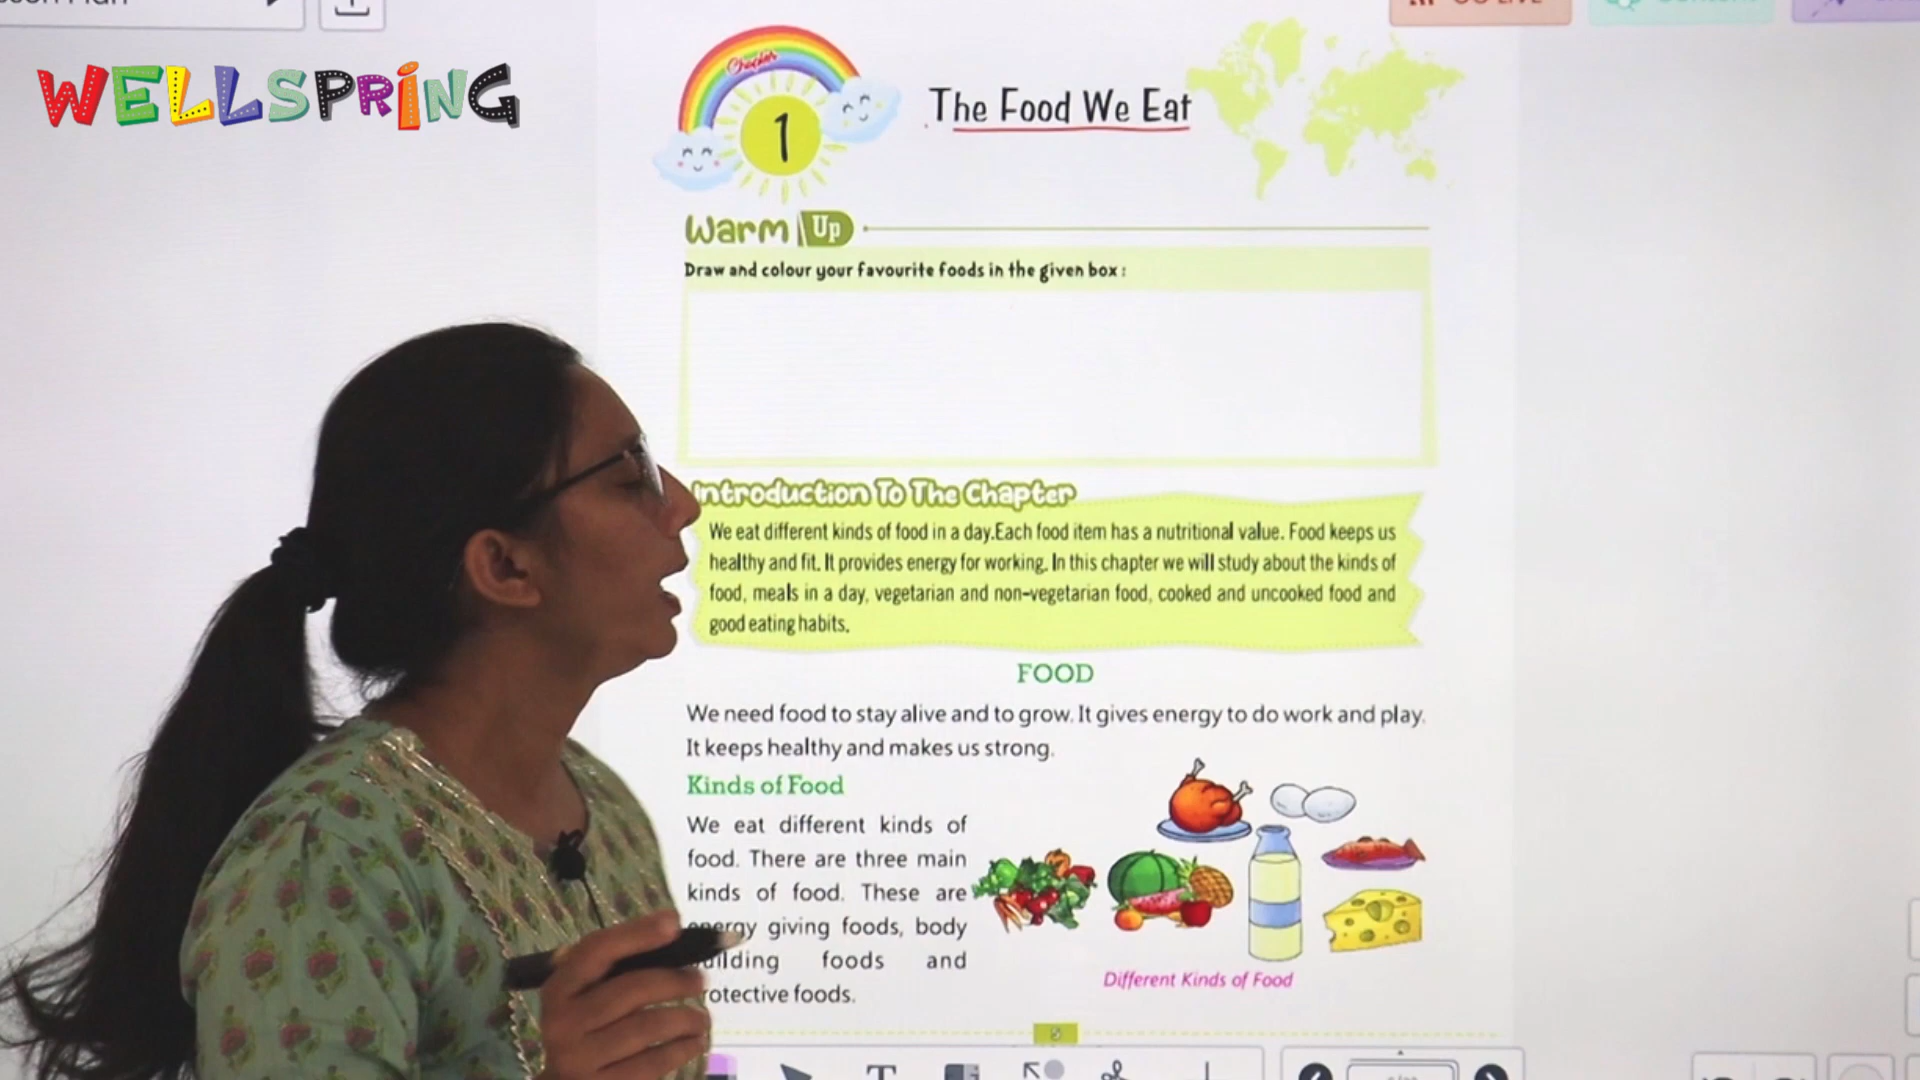 WELLSPRING
Chapter
1
The Food We Eat
Warm Up
Draw and colour your favourite foods in the given box :
Introduction To The Chapter
We eat different kinds of food in a day.Each food item has a nutritional value. Food keeps us
healthy and fit. It provides energy for working. In this chapter we will study about the kinds of
food, meals in a day, vegetarian and non-vegetarian food, cooked and uncooked food and
good eating habits.
FOOD
We need food to stay alive and to grow. It gives energy to do work and play.
It keeps healthy and makes us strong.
Kinds of Food
We eat different kinds of
food. There are three main
kinds of food. These are
energy giving foods, body
building foods and
protective foods.
Different Kinds of Food
5